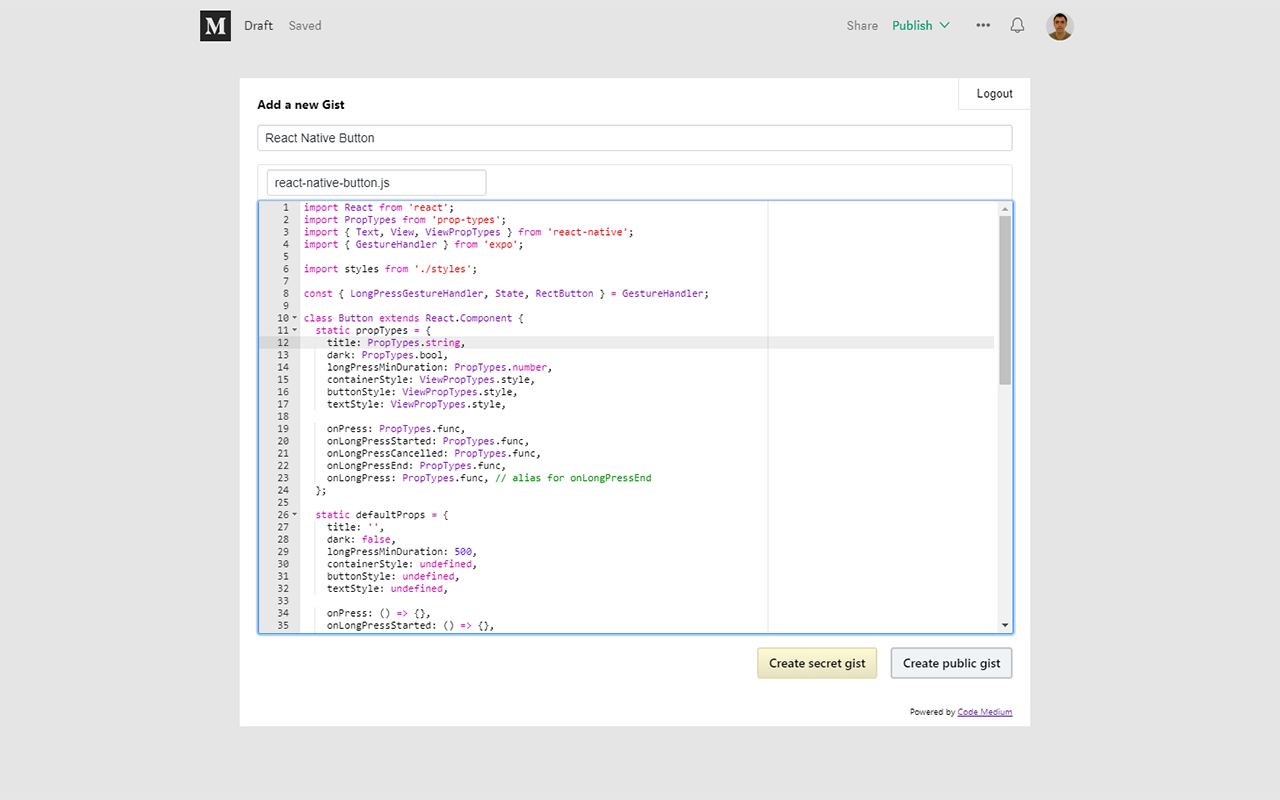 M Draft Saved Share Publish
Add a new Gist
Logout
React Native Button
react-native-button.js
1 import React from 'react';
2 import PropTypes from 'prop-types';
3 import { Text, View, ViewPropTypes } from 'react-native';
4 import { GestureHandler } from 'expo';
5
6 import styles from './styles';
7
8 const { LongPressGestureHandler, State, RectButton } = GestureHandler;
9
10 class Button extends React.Component {
11   static propTypes = {
12     title: PropTypes.string,
13     dark: PropTypes.bool,
14     longPressMinDuration: PropTypes.number,
15     containerStyle: ViewPropTypes.style,
16     buttonStyle: ViewPropTypes.style,
17     textStyle: ViewPropTypes.style,
18
19     onPress: PropTypes.func,
20     onLongPressStarted: PropTypes.func,
21     onLongPressCancelled: PropTypes.func,
22     onLongPressEnd: PropTypes.func,
23     onLongPress: PropTypes.func, // alias for onLongPressEnd
24   };
25
26   static defaultProps = {
27     title: '',
28     dark: false,
29     longPressMinDuration: 500,
30     containerStyle: undefined,
31     buttonStyle: undefined,
32     textStyle: undefined,
33
34     onPress: () => {},
35     onLongPressStarted: () => {},
Create secret gist Create public gist
Powered by Code Medium